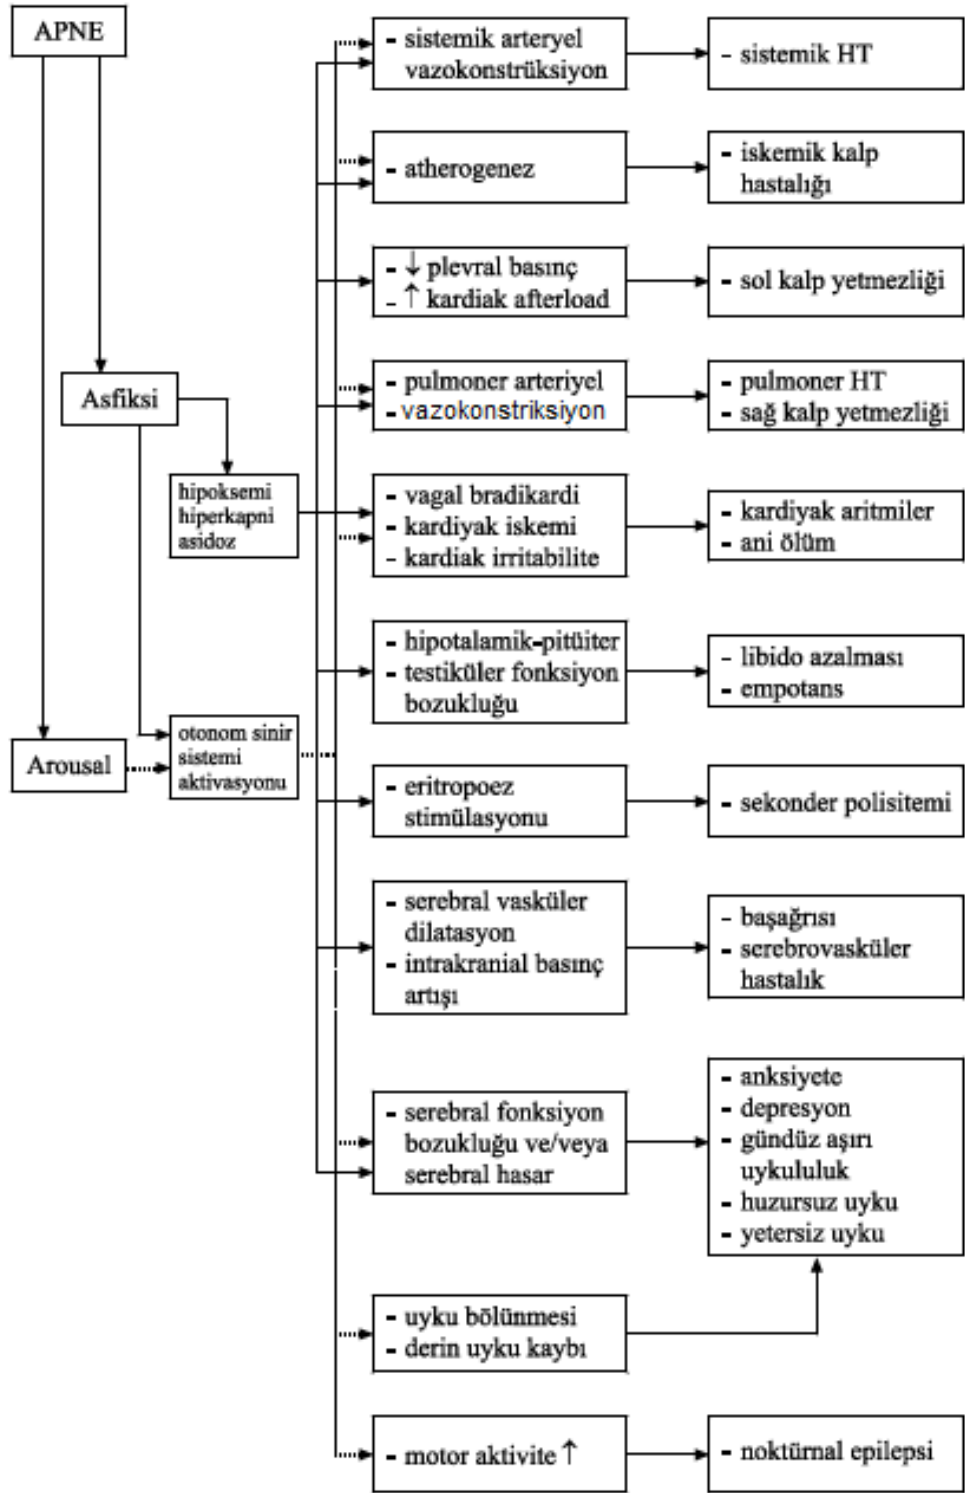 APNE
- sistemik arteryel
vazokonstrüksiyon
- sistemik HT
- atherogenez
- iskemik kalp
hastalığı
- ↓ plevral basınç
- ↑ kardiak afterload
- sol kalp yetmezliği
Asfiksi
- pulmoner arteriyel
- vazokonstriksiyon
- pulmoner HT
- sağ kalp yetmezliği
hipoksemi
hiperkapni
asidoz
- vagal bradikardi
- kardiyak iskemi
- kardiak irritabilite
- kardiyak aritmiler
- ani ölüm
- hipotalamik-pitüiter
- testiküler fonksiyon
bozukluğu
- libido azalması
- empotans
Arousal
otonom sinir
sistemi
aktivasyonu
- eritropoez
stimülasyonu
- sekonder polisitemi
- serebral vasküler
dilatasyon
- intrakranial basınç
artışı
- başağrısı
- serebrovasküler
hastalık
- serebral fonksiyon
bozukluğu ve/veya
serebral hasar
- anksiyete
- depresyon
- gündüz aşırı
uykululuk
- huzursuz uyku
- yetersiz uyku
- uyku bölünmesi
- derin uyku kaybı
- motor aktivite ↑
- noktürnal epilepsi